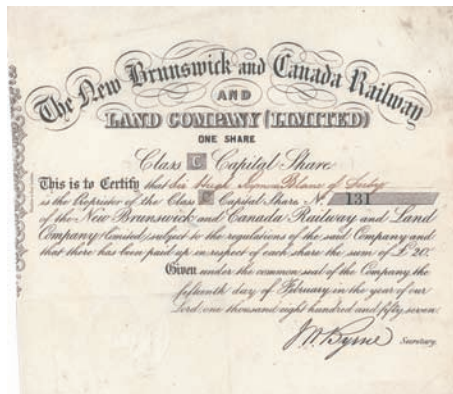 The New Brunswick and Canada Railway
AND
LAND COMPANY (LIMITED)
ONE SHARE
Class C Capital Share
This is to Certify that Sir Hugh of
is the Proprietor of the Class C Capital Share No. 131
of the New Brunswick and Canada Railway and Land
Company Limited, subject to the regulations of the said Company and
that there has been paid up in respect of each share the sum of £20.
Given under the common seal of the Company the
fifteenth day of February in the year of our
Lord one thousand eight hundred and fifty seven
J W Byrne Secretary.